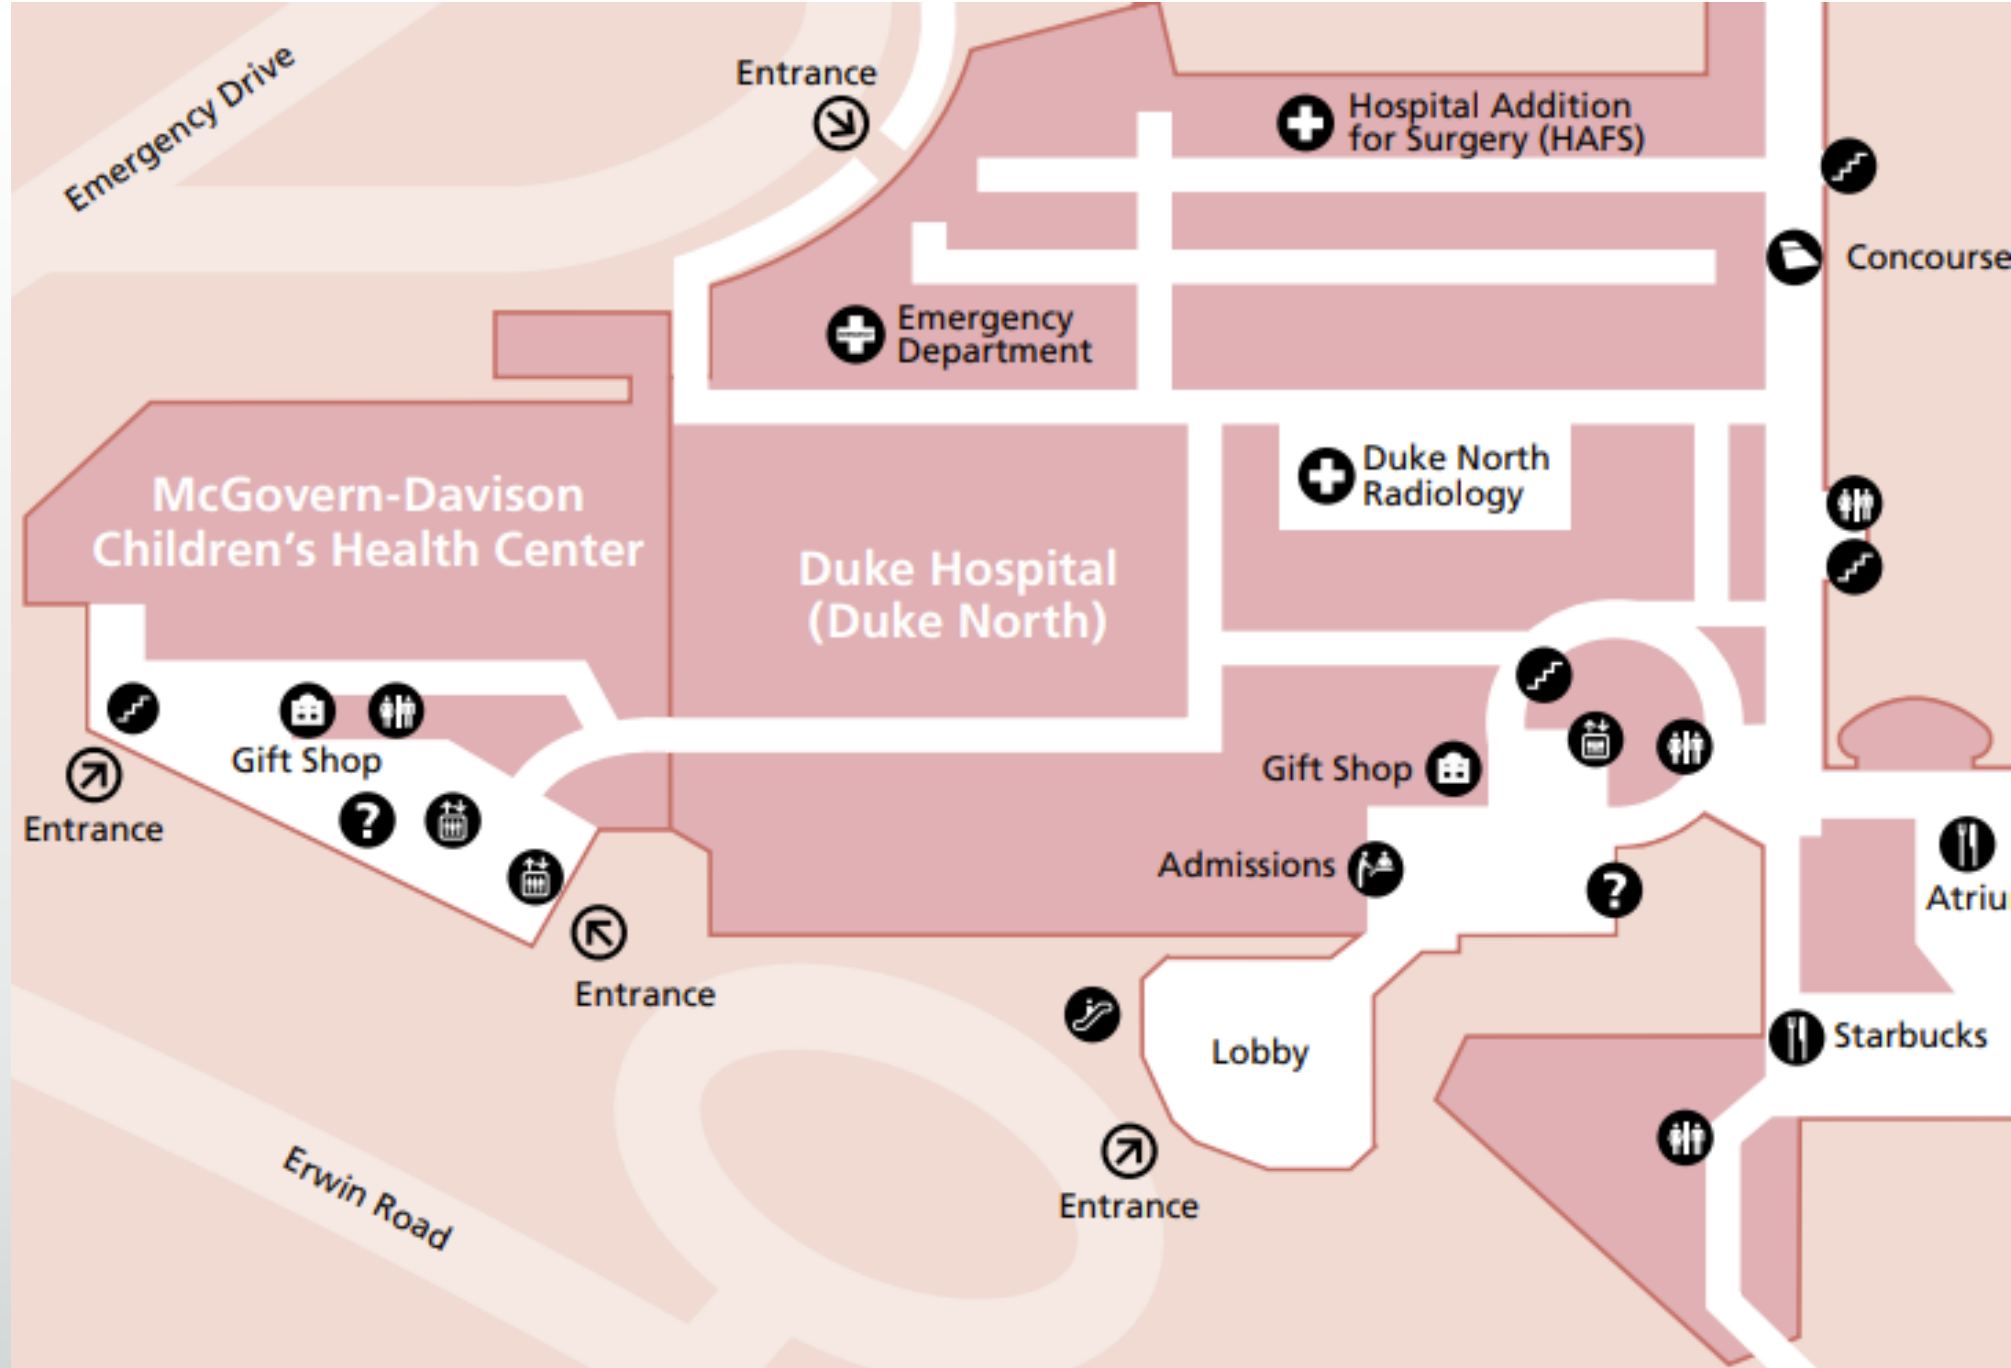 Emergency Drive
Entrance
Hospital Addition
for Surgery (HAFS)
Concourse
Emergency
Department
Duke North
Radiology
McGovern-Davison
Children's Health Center
Duke Hospital
(Duke North)
Gift Shop
?
Entrance
Entrance
Gift Shop
Admissions
?
Atriu
Starbucks
Lobby
Entrance
Erwin Road